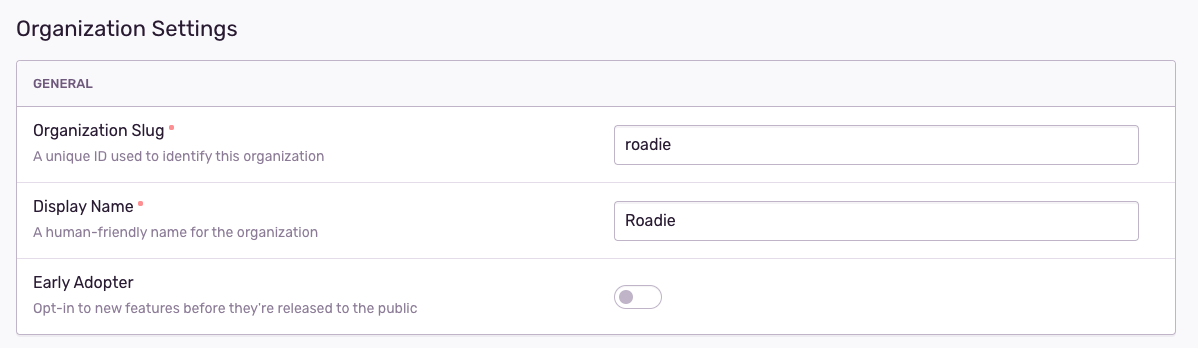 Organization Settings
GENERAL
Organization Slug *
A unique ID used to identify this organization
roadie
Display Name *
A human-friendly name for the organization
Roadie
Early Adopter
Opt-in to new features before they're released to the public